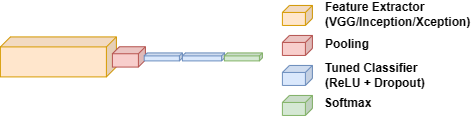 Feature Extractor
(VGG/Inception/Xception)
Pooling
Tuned Classifier
(ReLU + Dropout)
Softmax